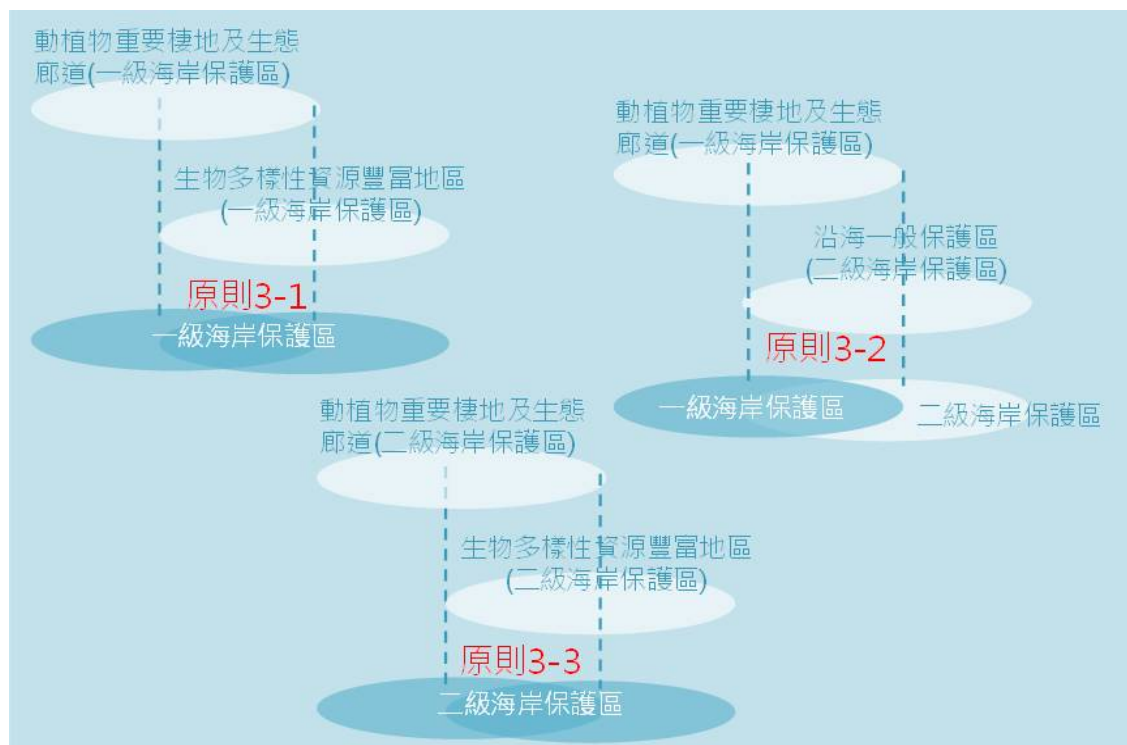 動植物重要棲地及生態
廊道(一級海岸保護區)
生物多樣性資源豐富地區
(一級海岸保護區)
原則3-1
一級海岸保護區
動植物重要棲地及生態
廊道(一級海岸保護區)
沿海一般保護區
(二級海岸保護區)
原則3-2
一級海岸保護區
二級海岸保護區
動植物重要棲地及生態
廊道(二級海岸保護區)
生物多樣性資源豐富地區
(二級海岸保護區)
原則3-3
二級海岸保護區